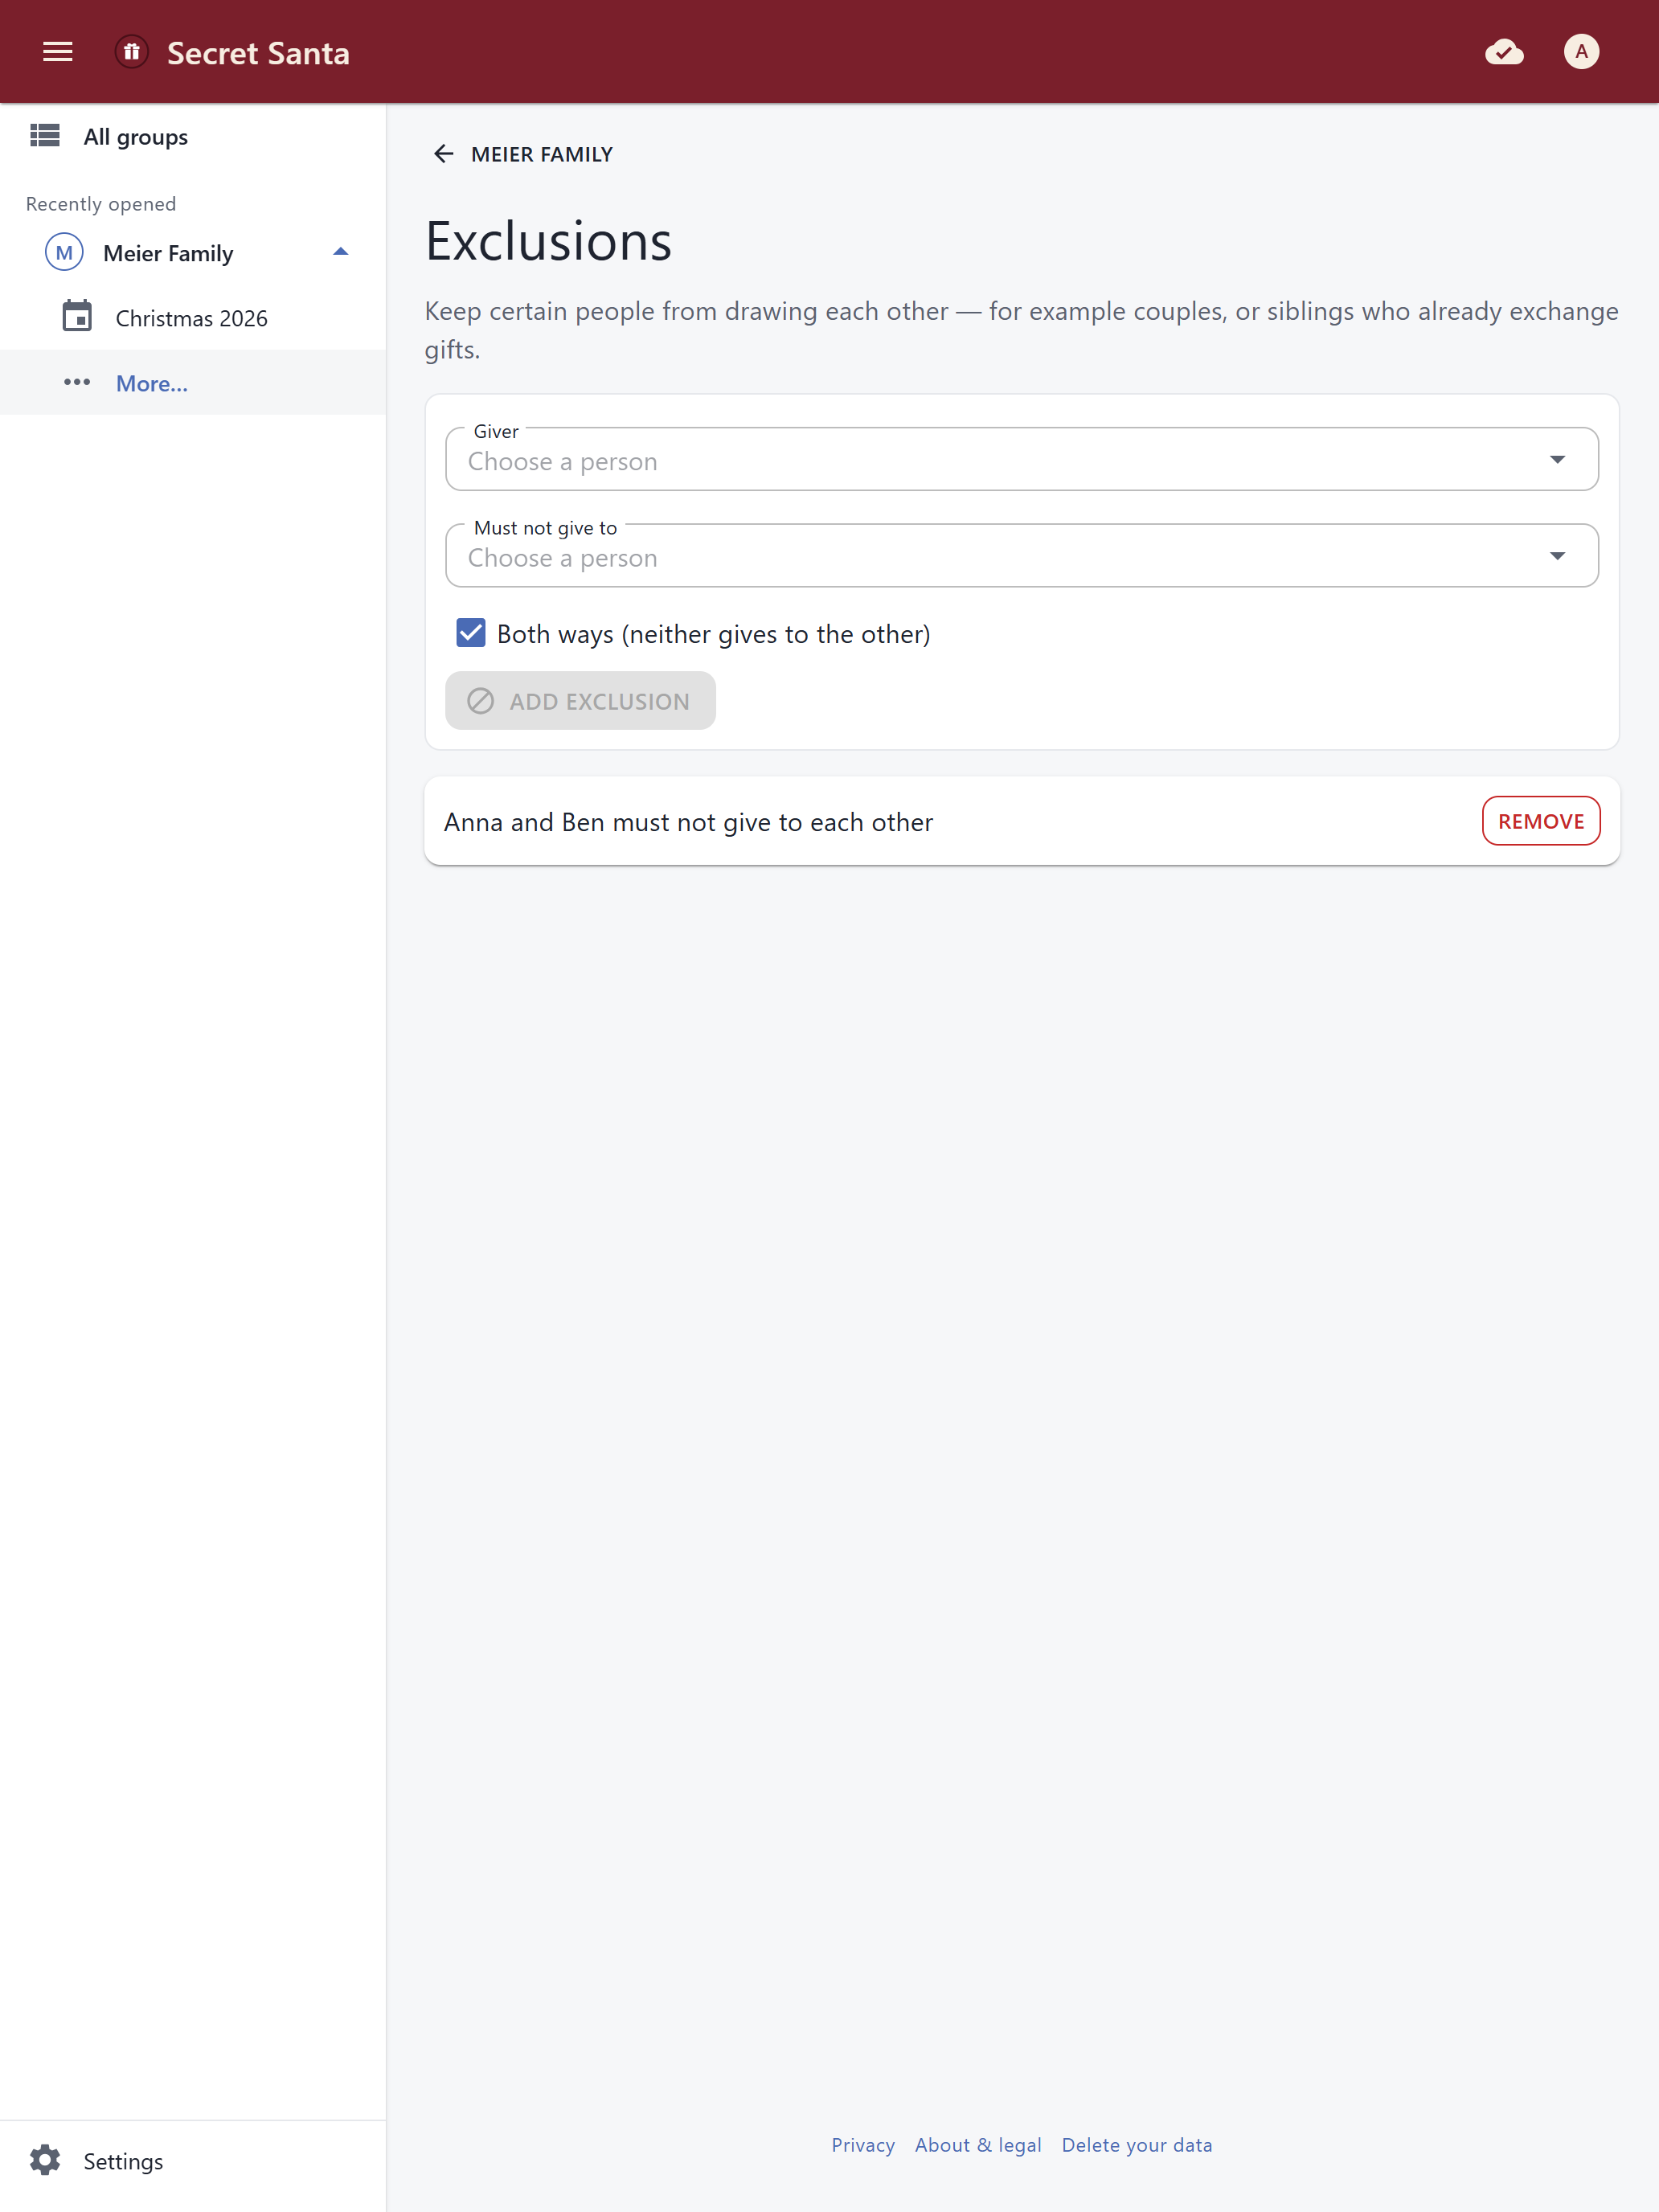 Secret Santa
A
All groups
Recently opened
M
Meier Family
Christmas 2026
More...
MEIER FAMILY
Exclusions
Keep certain people from drawing each other — for example couples, or siblings who already exchange
gifts.
Giver
Choose a person
Must not give to
Choose a person
Both ways (neither gives to the other)
ADD EXCLUSION
Anna and Ben must not give to each other
REMOVE
Settings
Privacy
About & legal
Delete your data